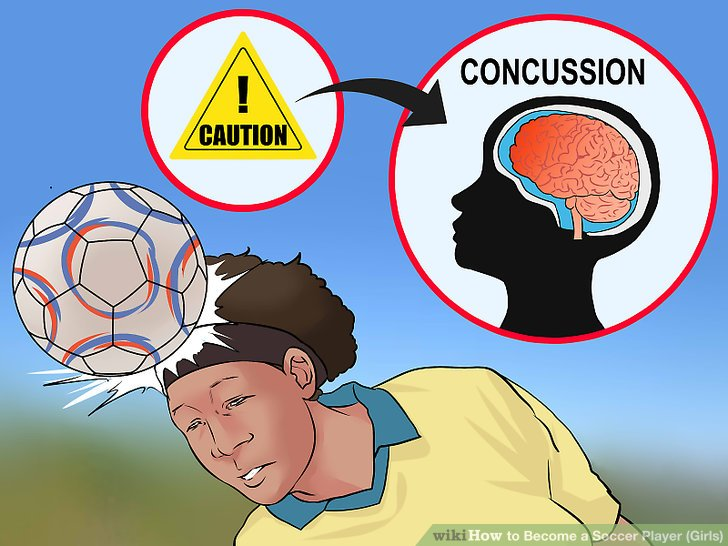 !
CAUTION
CONCUSSION
wikiHow to Become a Soccer Player (Girls)